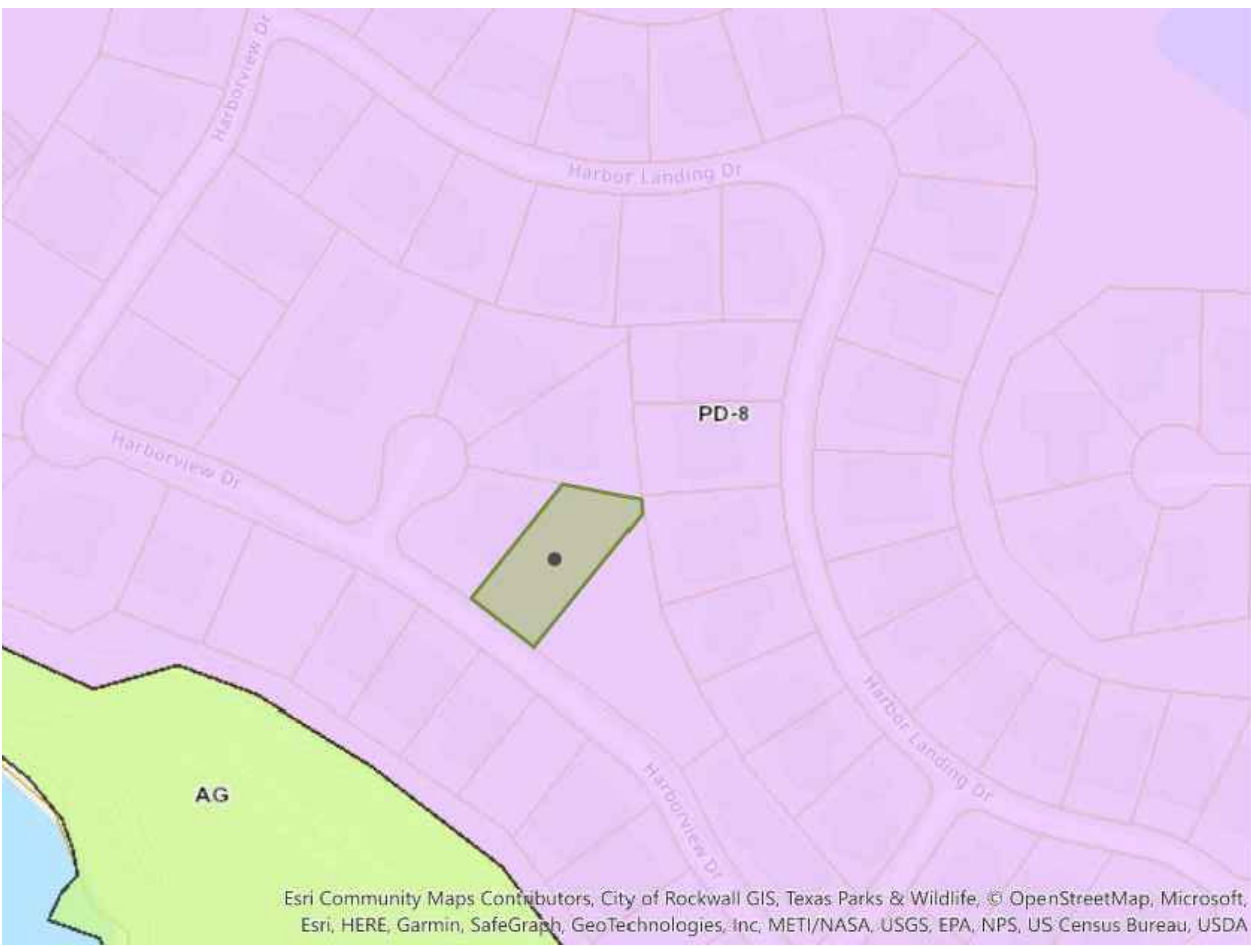 Harborview Dr
Harbor Landing Dr
PD-8
Harborview Dr
Harbor Landing Dr
AG
Harborview Dr
Esri Community Maps Contributors, City of Rockwall GIS, Texas Parks & Wildlife, © OpenStreetMap, Microsoft,
Esri, HERE, Garmin, SafeGraph, GeoTechnologies, Inc, METI/NASA, USGS, EPA, NPS, US Census Bureau, USDA